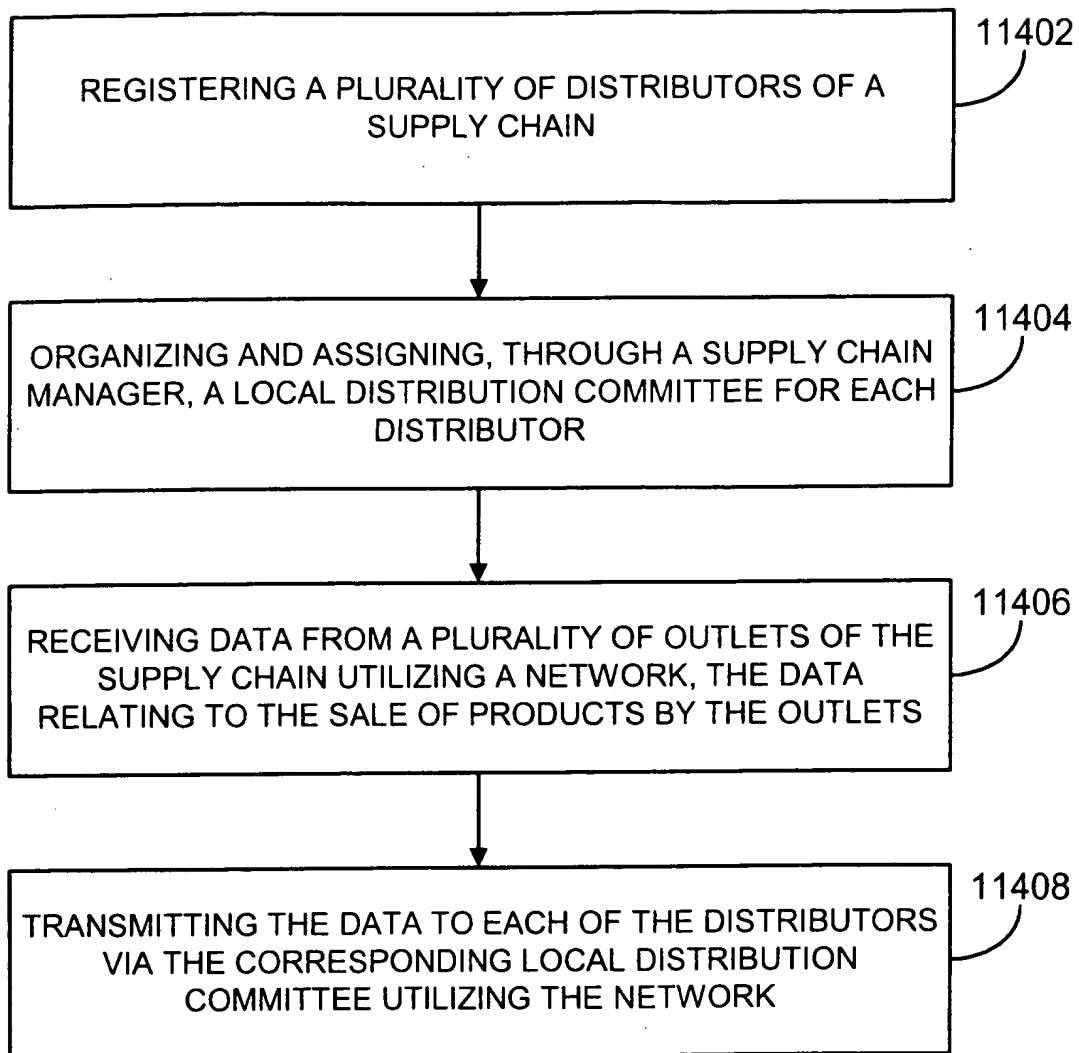 11402
REGISTERING A PLURALITY OF DISTRIBUTORS OF A
SUPPLY CHAIN
11404
ORGANIZING AND ASSIGNING, THROUGH A SUPPLY CHAIN
MANAGER, A LOCAL DISTRIBUTION COMMITTEE FOR EACH
DISTRIBUTOR
11406
RECEIVING DATA FROM A PLURALITY OF OUTLETS OF THE
SUPPLY CHAIN UTILIZING A NETWORK, THE DATA
RELATING TO THE SALE OF PRODUCTS BY THE OUTLETS
11408
TRANSMITTING THE DATA TO EACH OF THE DISTRIBUTORS
VIA THE CORRESPONDING LOCAL DISTRIBUTION
COMMITTEE UTILIZING THE NETWORK